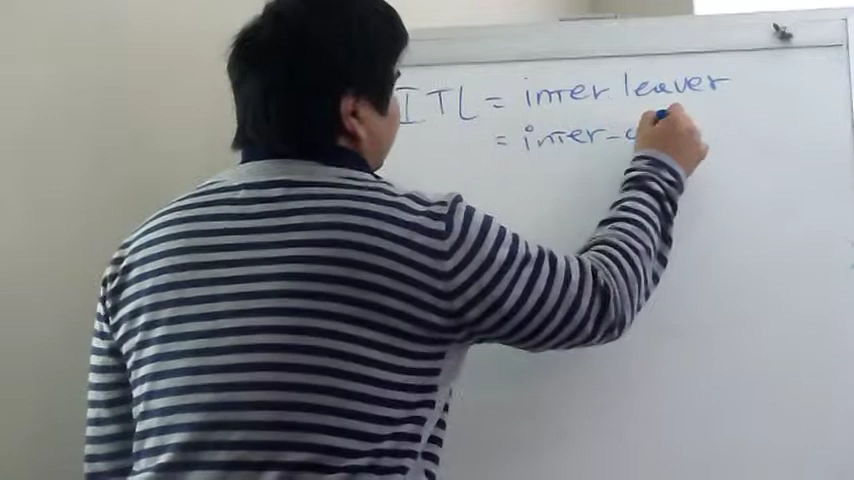 ITL = inter leaver
= inter-